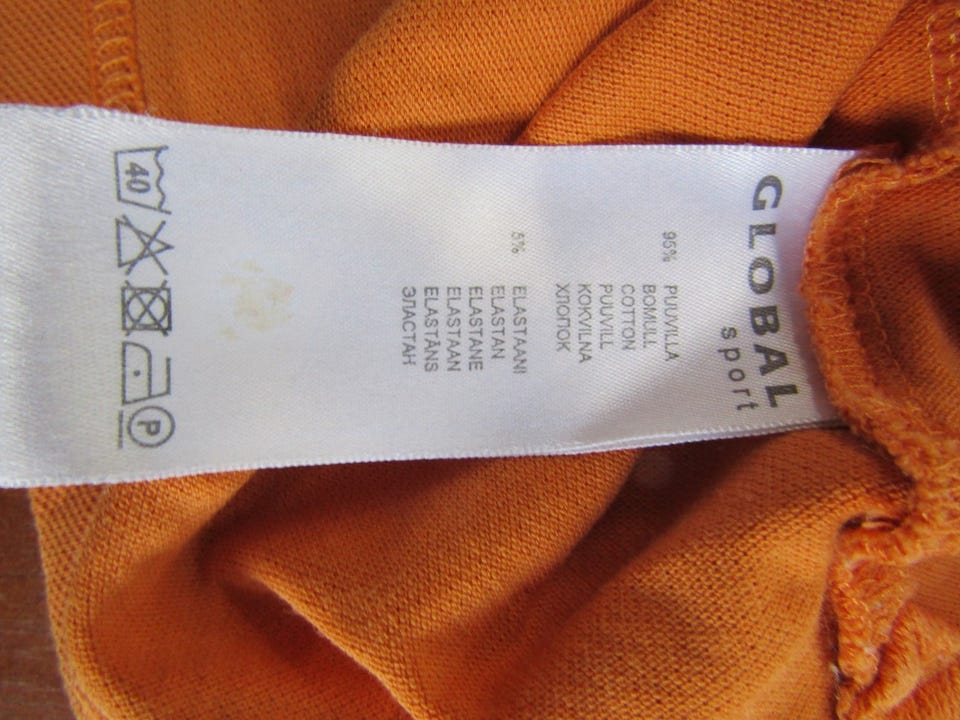 GLOBAL
sport
95% PUUVILLA
BOMULL
COTTON
PUUVILL
KOKVILNA
ХЛОПОК
5% ELASTAANI
ELASTAN
ELASTANE
ELASTAAN
ELASTĀNS
ЭЛАСТАН
40
P